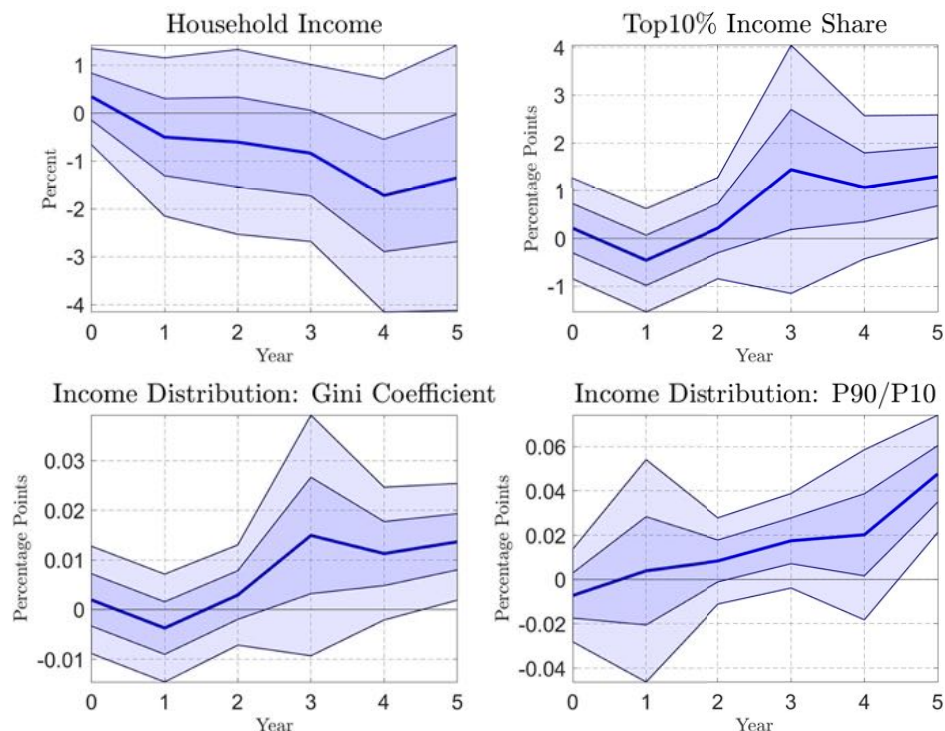 Household Income
Percent
1
0
-1
-2
-3
-4
0 1 2 3 4 5
Year
Top10% Income Share
Percentage Points
4
3
2
1
0
-1
0 1 2 3 4 5
Year
Income Distribution: Gini Coefficient
Percentage Points
0.03
0.02
0.01
0
-0.01
0 1 2 3 4 5
Year
Income Distribution: P90/P10
Percentage Points
0.06
0.04
0.02
0
-0.02
-0.04
0 1 2 3 4 5
Year